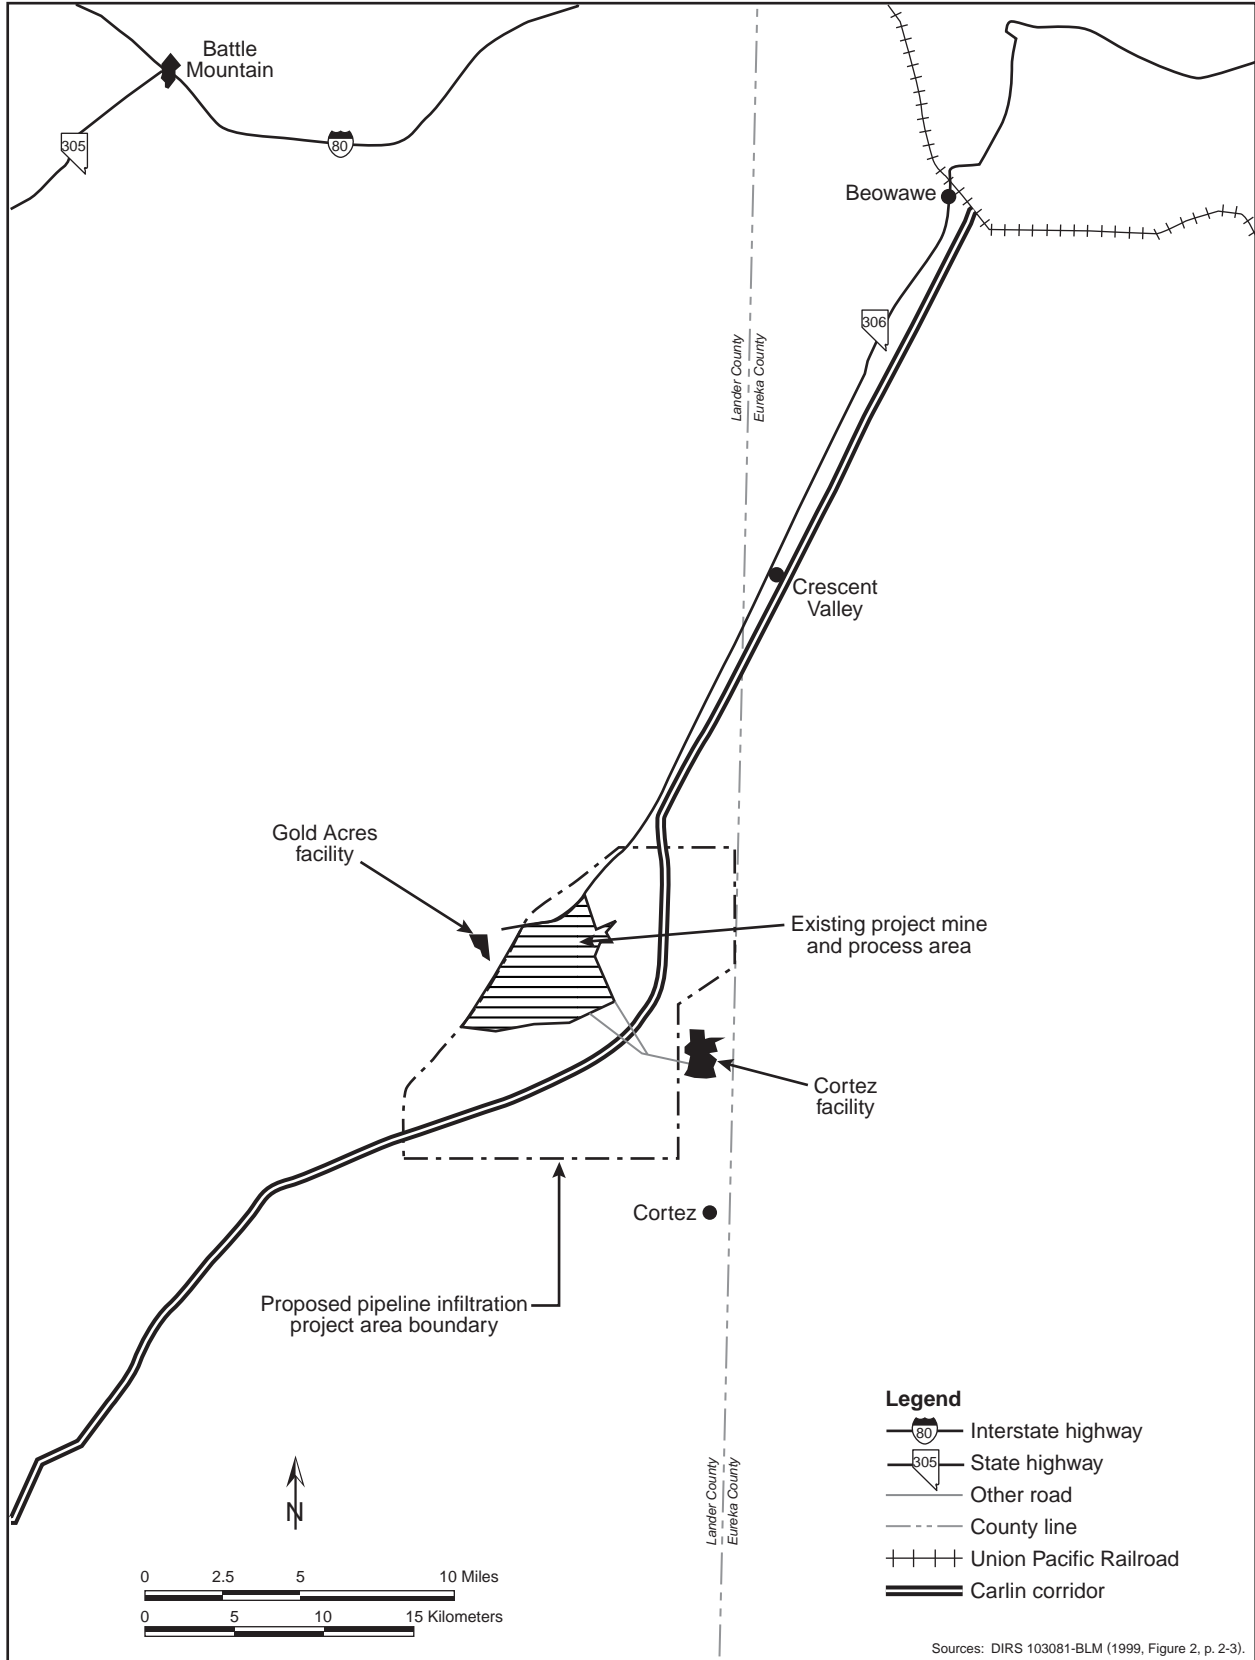 Battle
Mountain
305
80
Beowawe
306
Lander County
Eureka County
Crescent
Valley
Gold Acres
facility
Existing project mine
and process area
Cortez
facility
Cortez
Proposed pipeline infiltration
project area boundary
Lander County
Eureka County
N
0 2.5 5 10 Miles
0 5 10 15 Kilometers
Legend
80 Interstate highway
305 State highway
Other road
County line
Union Pacific Railroad
Carlin corridor
Sources: DIRS 103081-BLM (1999, Figure 2, p. 2-3).